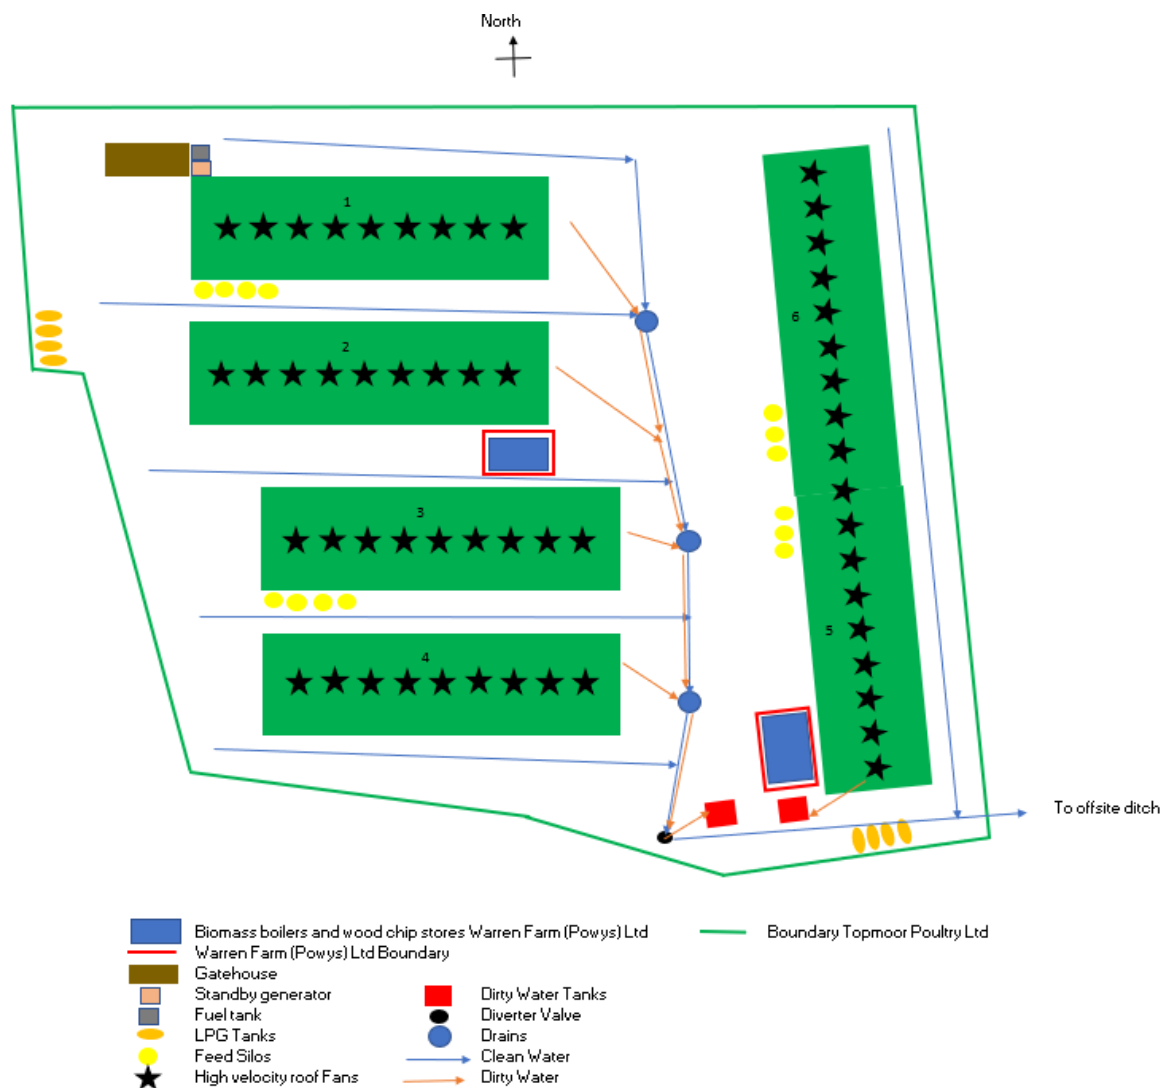 North
1
2
3
4
6
5
To offsite ditch
Biomass boilers and wood chip stores Warren Farm (Powys) Ltd
Warren Farm (Powys) Ltd Boundary
Gatehouse
Standby generator
Fuel tank
LPG Tanks
Feed Silos
High velocity roof Fans
Dirty Water Tanks
Diverter Valve
Drains
Clean Water
Dirty Water
Boundary Topmoor Poultry Ltd